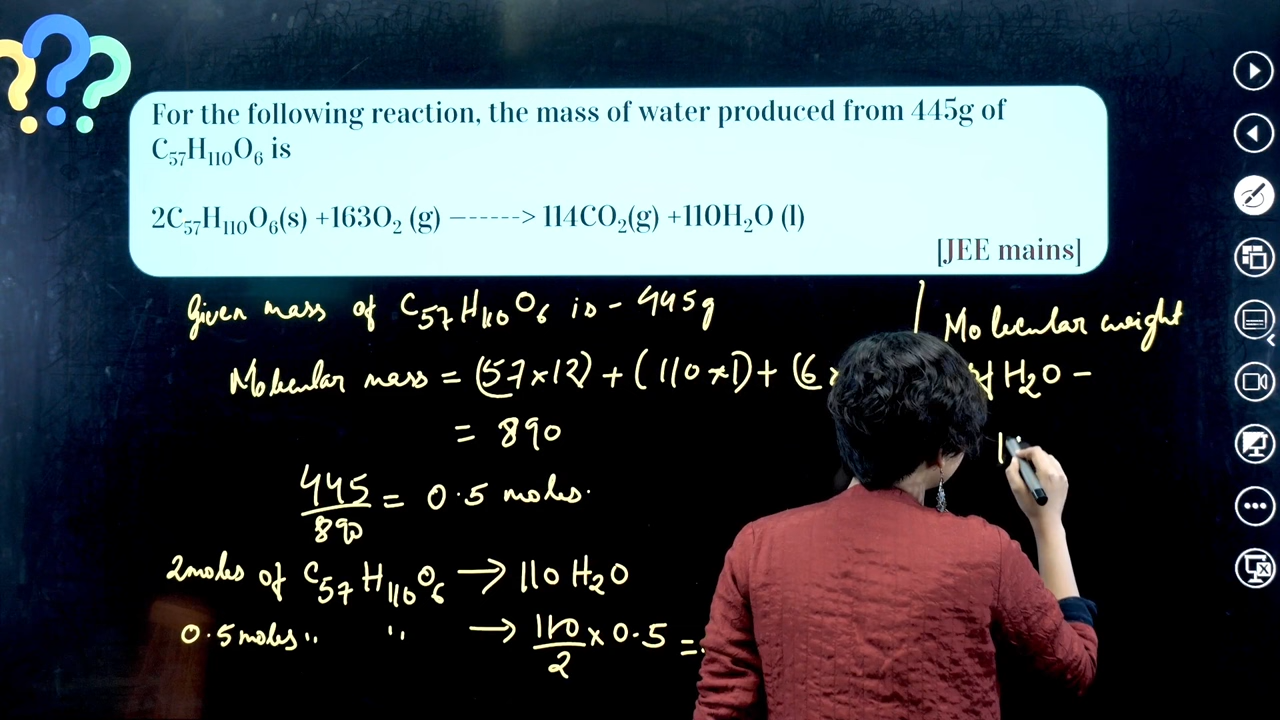 For the following reaction, the mass of water produced from 445g of
C₅₇H₁₁₀O₆ is
2C₅₇H₁₁₀O₆(s) +163O₂ (g) ------> 114CO₂(g) +110H₂O (l)
[JEE mains]
Given mass of C₅₇H₁₁₀O₆ is - 445g
Molecular mass = (57×12) + (110×1) + (6×
= 890
445/890 = 0.5 moles.
2moles of C₅₇H₁₁₀O₆ → 110 H₂O
0.5moles " " → 110/2 × 0.5 =
Molecular weight
of H₂O -